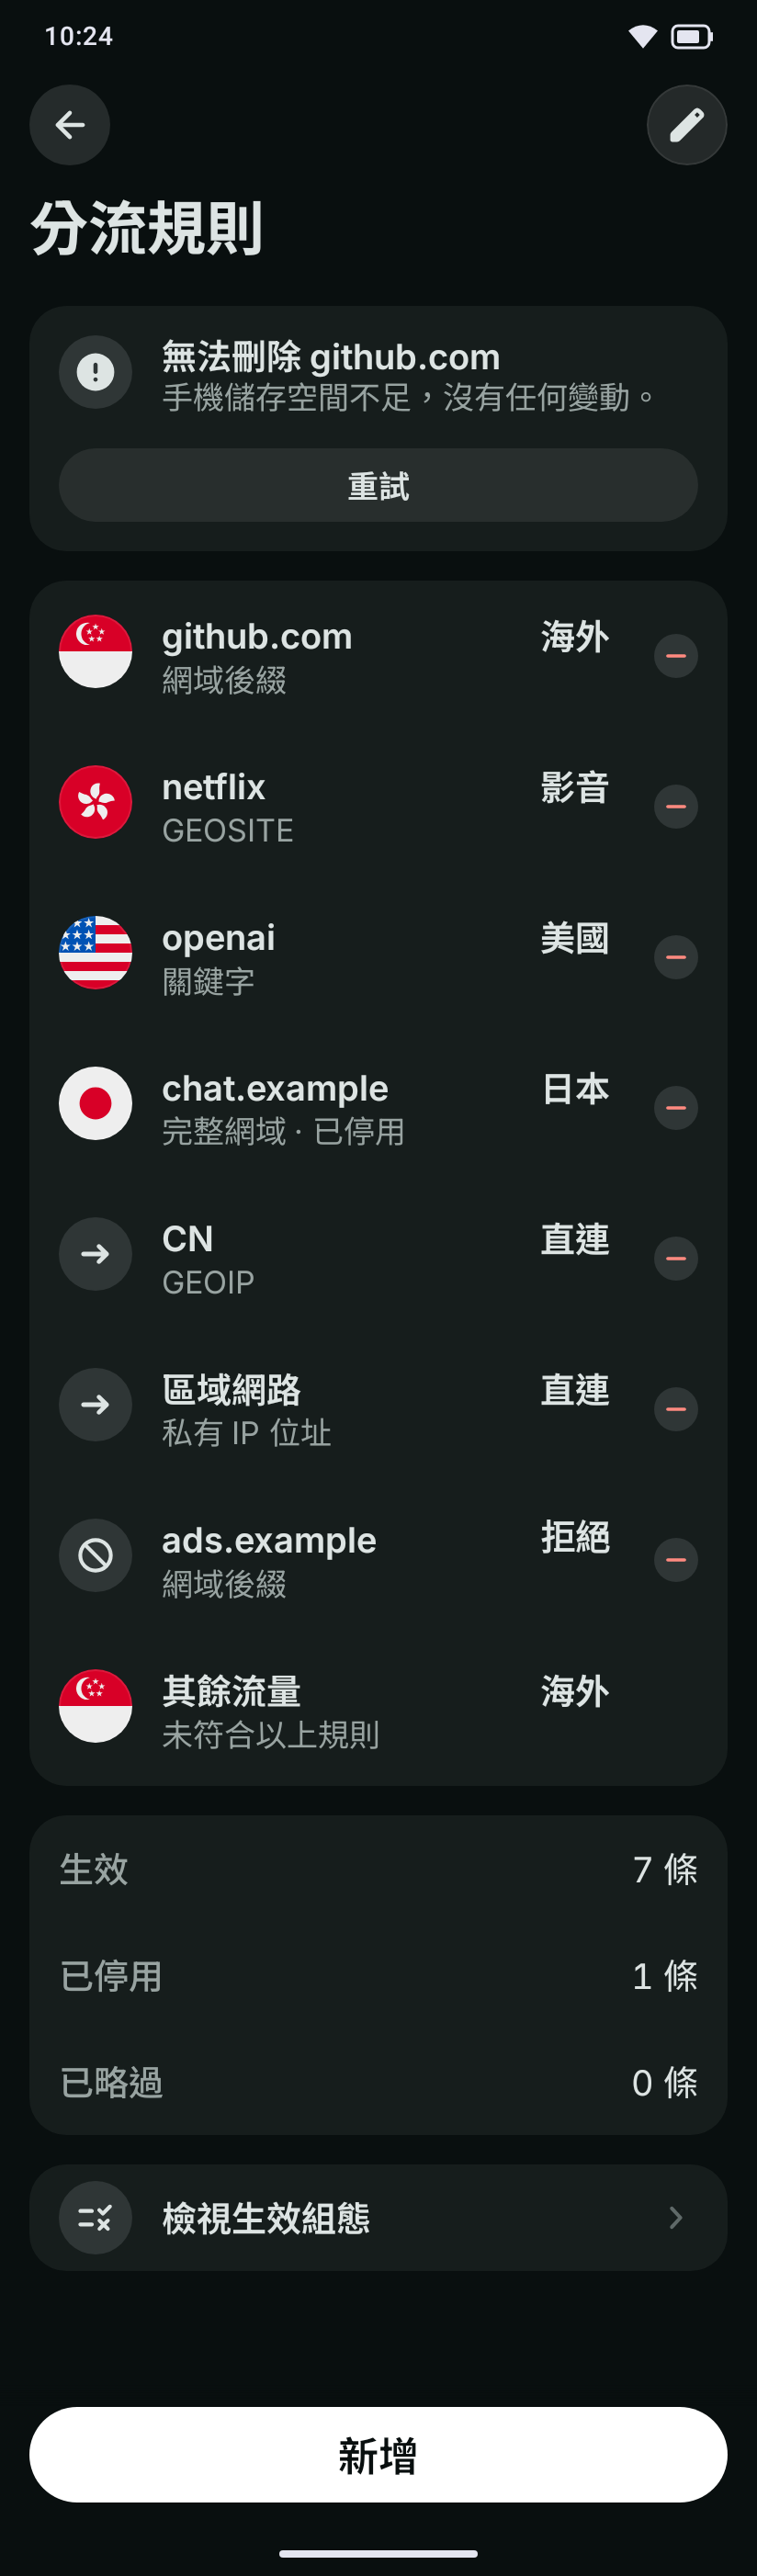 10:24
分流規則
無法刪除 github.com
手機儲存空間不足，沒有任何變動。
重試
github.com 海外
網域後綴
netflix 影音
GEOSITE
openai 美國
關鍵字
chat.example 日本
完整網域 · 已停用
CN 直連
GEOIP
區域網路 直連
私有 IP 位址
ads.example 拒絕
網域後綴
其餘流量 海外
未符合以上規則
生效 7 條
已停用 1 條
已略過 0 條
檢視生效組態
新增